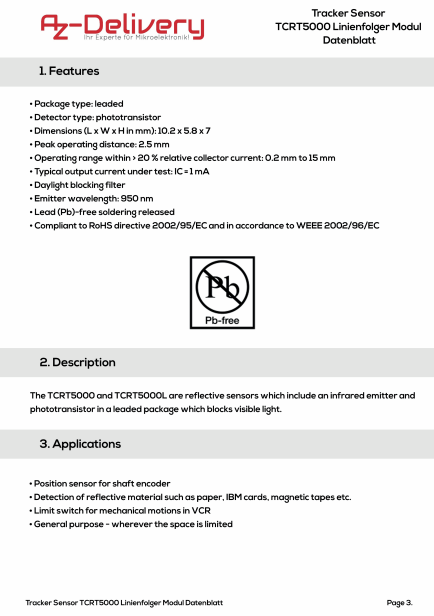 Az-Delivery
Ihr Experte für Mikroelektronik!
Tracker Sensor
TCRT5000 Linienfolger Modul
Datenblatt
1. Features
• Package type: leaded
• Detector type: phototransistor
• Dimensions (L x W x H in mm): 10.2 x 5.8 x 7
• Peak operating distance: 2.5 mm
• Operating range within > 20 % relative collector current: 0.2 mm to 15 mm
• Typical output current under test: IC = 1 mA
• Daylight blocking filter
• Emitter wavelength: 950 nm
• Lead (Pb)-free soldering released
• Compliant to RoHS directive 2002/95/EC and in accordance to WEEE 2002/96/EC
Pb
Pb-free
2. Description
The TCRT5000 and TCRT5000L are reflective sensors which include an infrared emitter and
phototransistor in a leaded package which blocks visible light.
3. Applications
• Position sensor for shaft encoder
• Detection of reflective material such as paper, IBM cards, magnetic tapes etc.
• Limit switch for mechanical motions in VCR
• General purpose - wherever the space is limited
Tracker Sensor TCRT5000 Linienfolger Modul Datenblatt
Page 3.